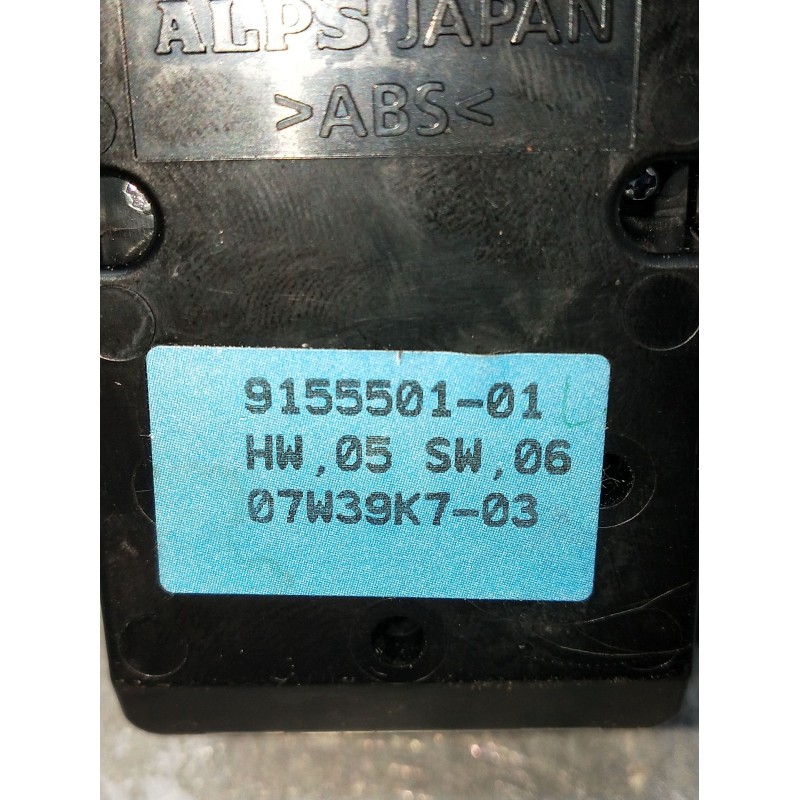 ALPS JAPAN
>ABS<
9155501-01
HW,05 SW,06
07W39K7-03